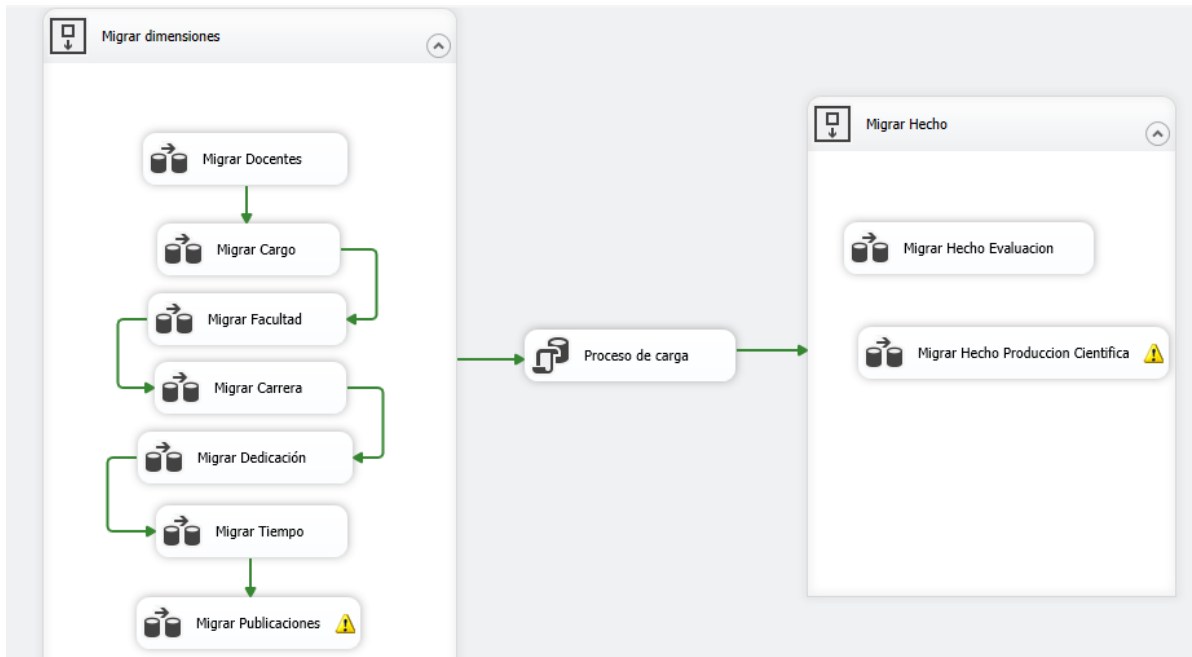 Migrar dimensiones
Migrar Docentes
Migrar Cargo
Migrar Facultad
Migrar Carrera
Migrar Dedicación
Migrar Tiempo
Migrar Publicaciones
Proceso de carga
Migrar Hecho
Migrar Hecho Evaluacion
Migrar Hecho Produccion Cientifica